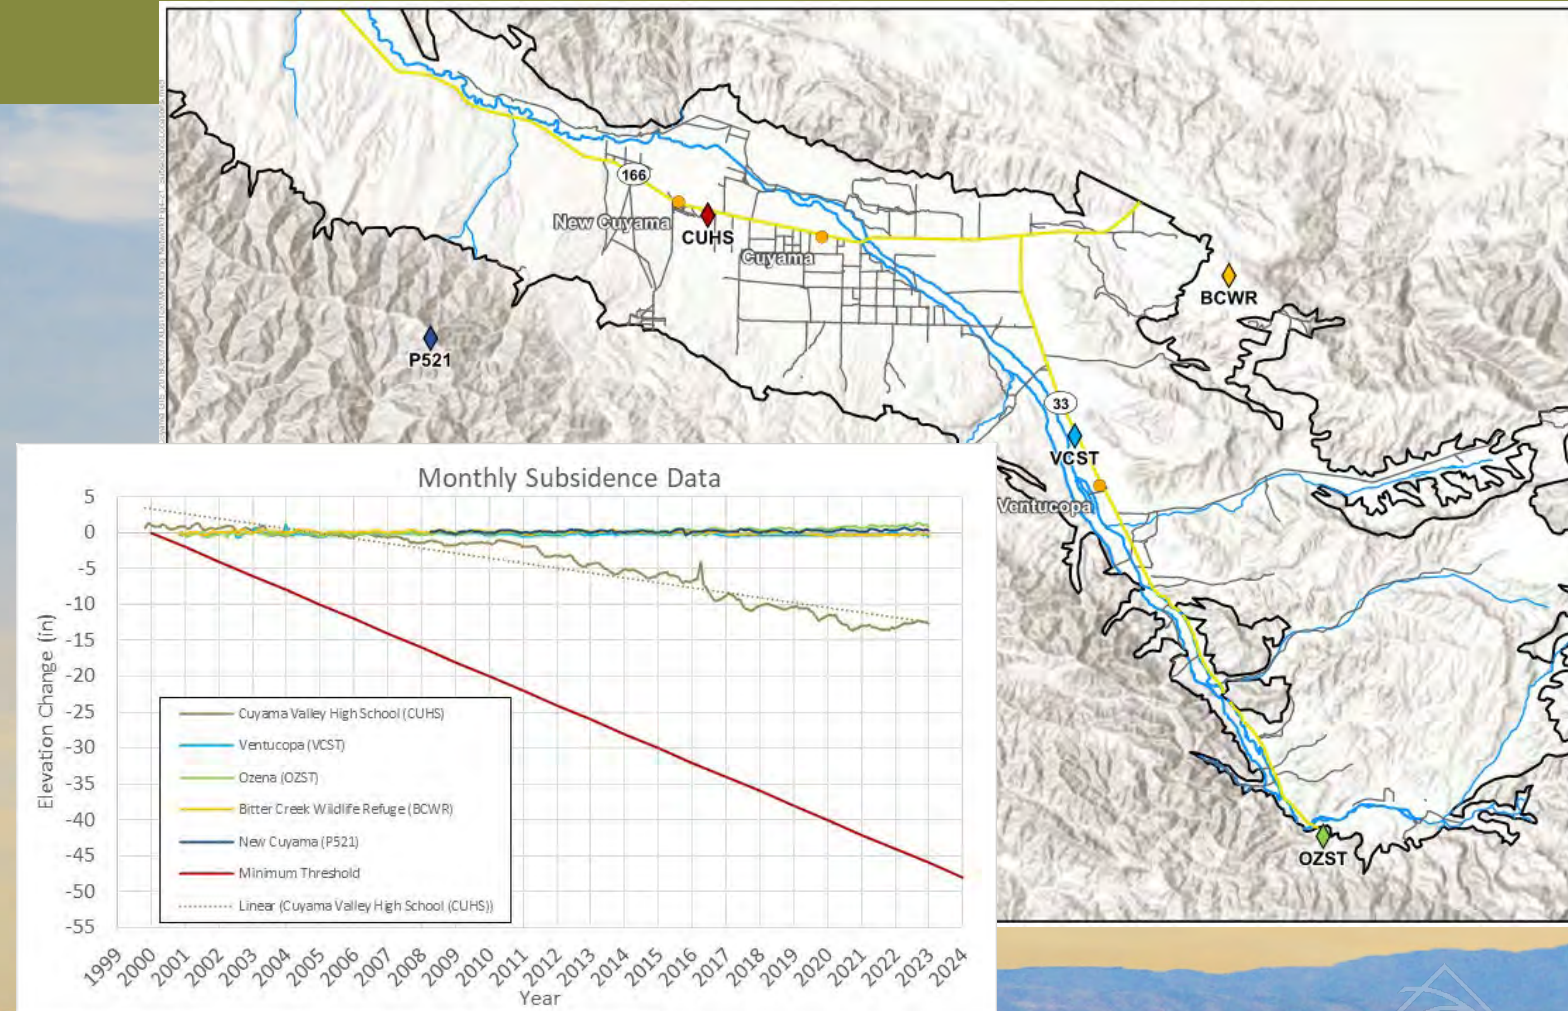 166
New Cuyama
CUHS
Cuyama
BCWR
P521
33
VCST
Ventucopa
OZST
Monthly Subsidence Data
5
0
-5
-10
-15
-20
-25
-30
-35
-40
-45
-50
-55
Elevation Change (in)
Cuyama Valley High School (CUHS)
Ventucopa (VCST)
Ozena (OZST)
Bitter Creek Wildlife Refuge (BCWR)
New Cuyama (P521)
Minimum Threshold
Linear (Cuyama Valley High School (CUHS))
1999 2000 2001 2002 2003 2004 2005 2006 2007 2008 2009 2010 2011 2012 2013 2014 2015 2016 2017 2018 2019 2020 2021 2022 2023 2024
Year